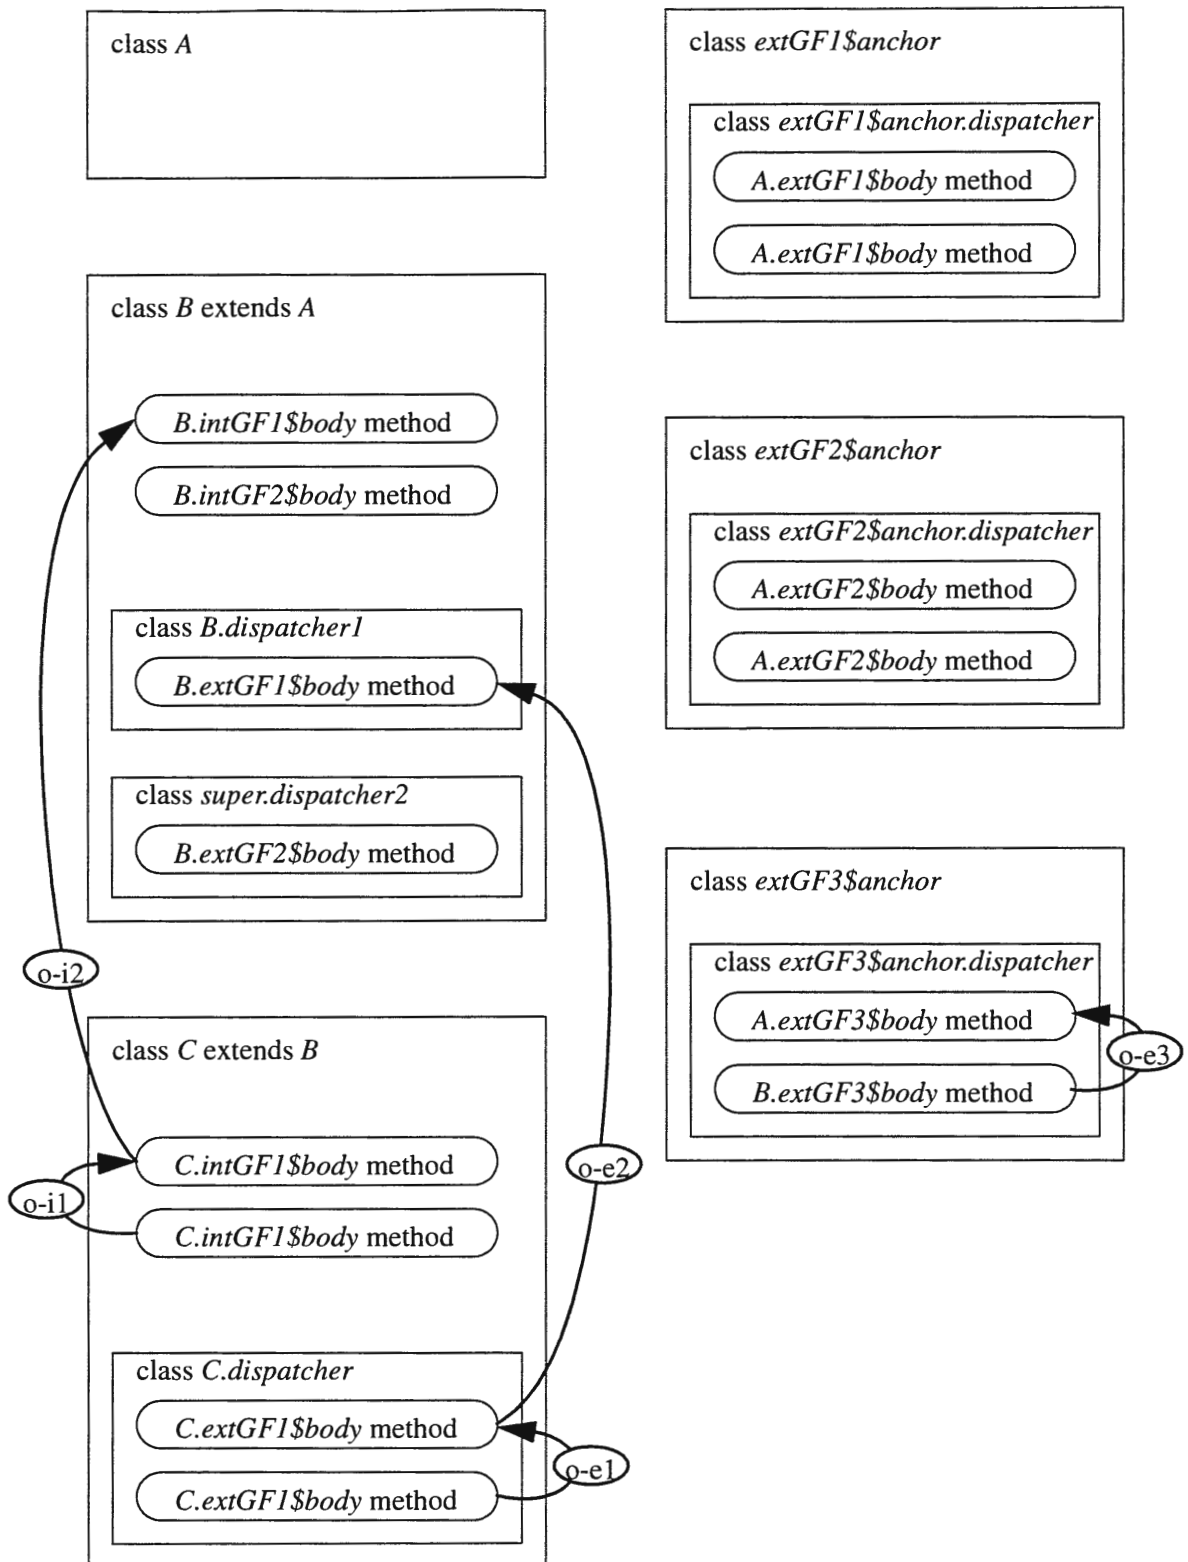 class A
class B extends A
B.intGF1$body method
B.intGF2$body method
class B.dispatcher1
B.extGF1$body method
class super.dispatcher2
B.extGF2$body method
o-i2
class C extends B
C.intGF1$body method
o-i1
C.intGF1$body method
class C.dispatcher
C.extGF1$body method
C.extGF1$body method
o-e2
o-e1
class extGF1$anchor
class extGF1$anchor.dispatcher
A.extGF1$body method
A.extGF1$body method
class extGF2$anchor
class extGF2$anchor.dispatcher
A.extGF2$body method
A.extGF2$body method
class extGF3$anchor
class extGF3$anchor.dispatcher
A.extGF3$body method
o-e3
B.extGF3$body method